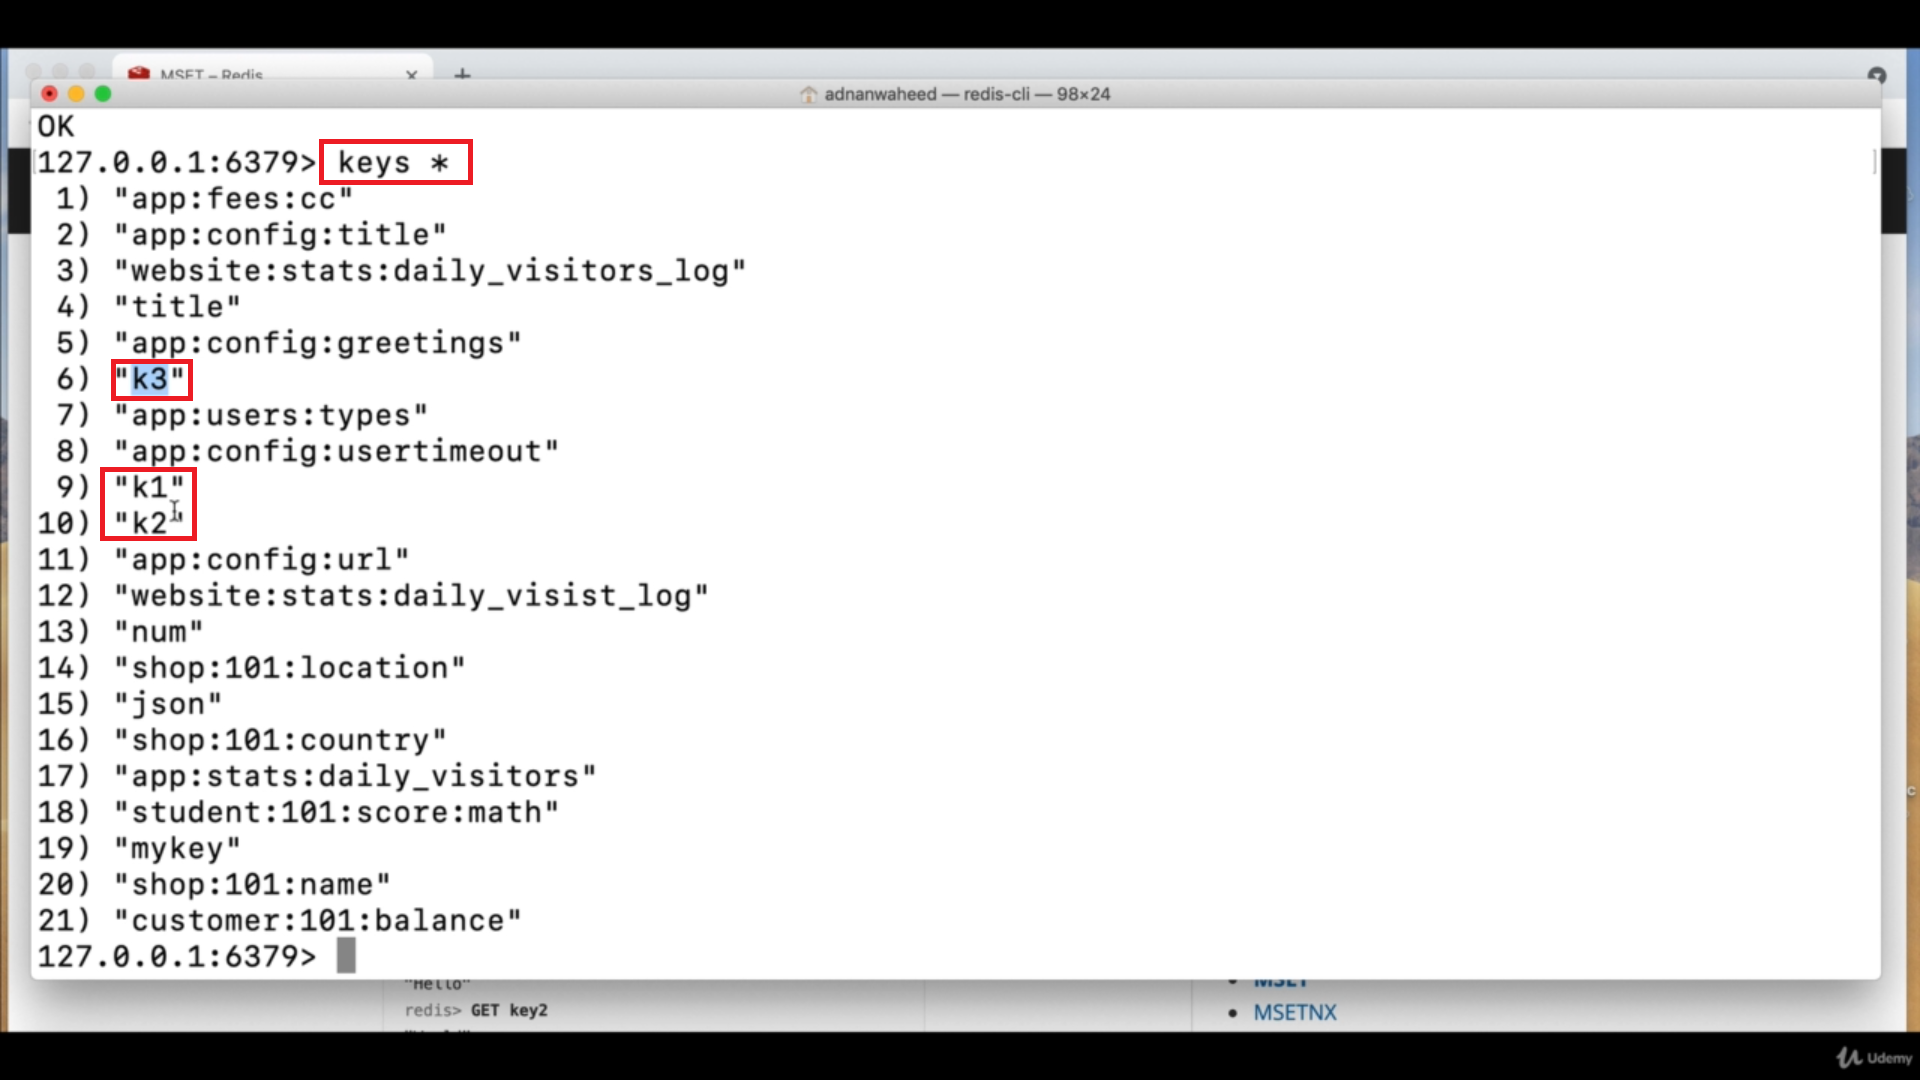 MSET – Redis
adnanwaheed — redis-cli — 98×24
OK
127.0.0.1:6379> keys *
1) "app:fees:cc"
2) "app:config:title"
3) "website:stats:daily_visitors_log"
4) "title"
5) "app:config:greetings"
6) "k3"
7) "app:users:types"
8) "app:config:usertimeout"
9) "k1"
10) "k2"
11) "app:config:url"
12) "website:stats:daily_visist_log"
13) "num"
14) "shop:101:location"
15) "json"
16) "shop:101:country"
17) "app:stats:daily_visitors"
18) "student:101:score:math"
19) "mykey"
20) "shop:101:name"
21) "customer:101:balance"
127.0.0.1:6379>
"Hello"
MSET
redis> GET key2
MSETNX
Udemy